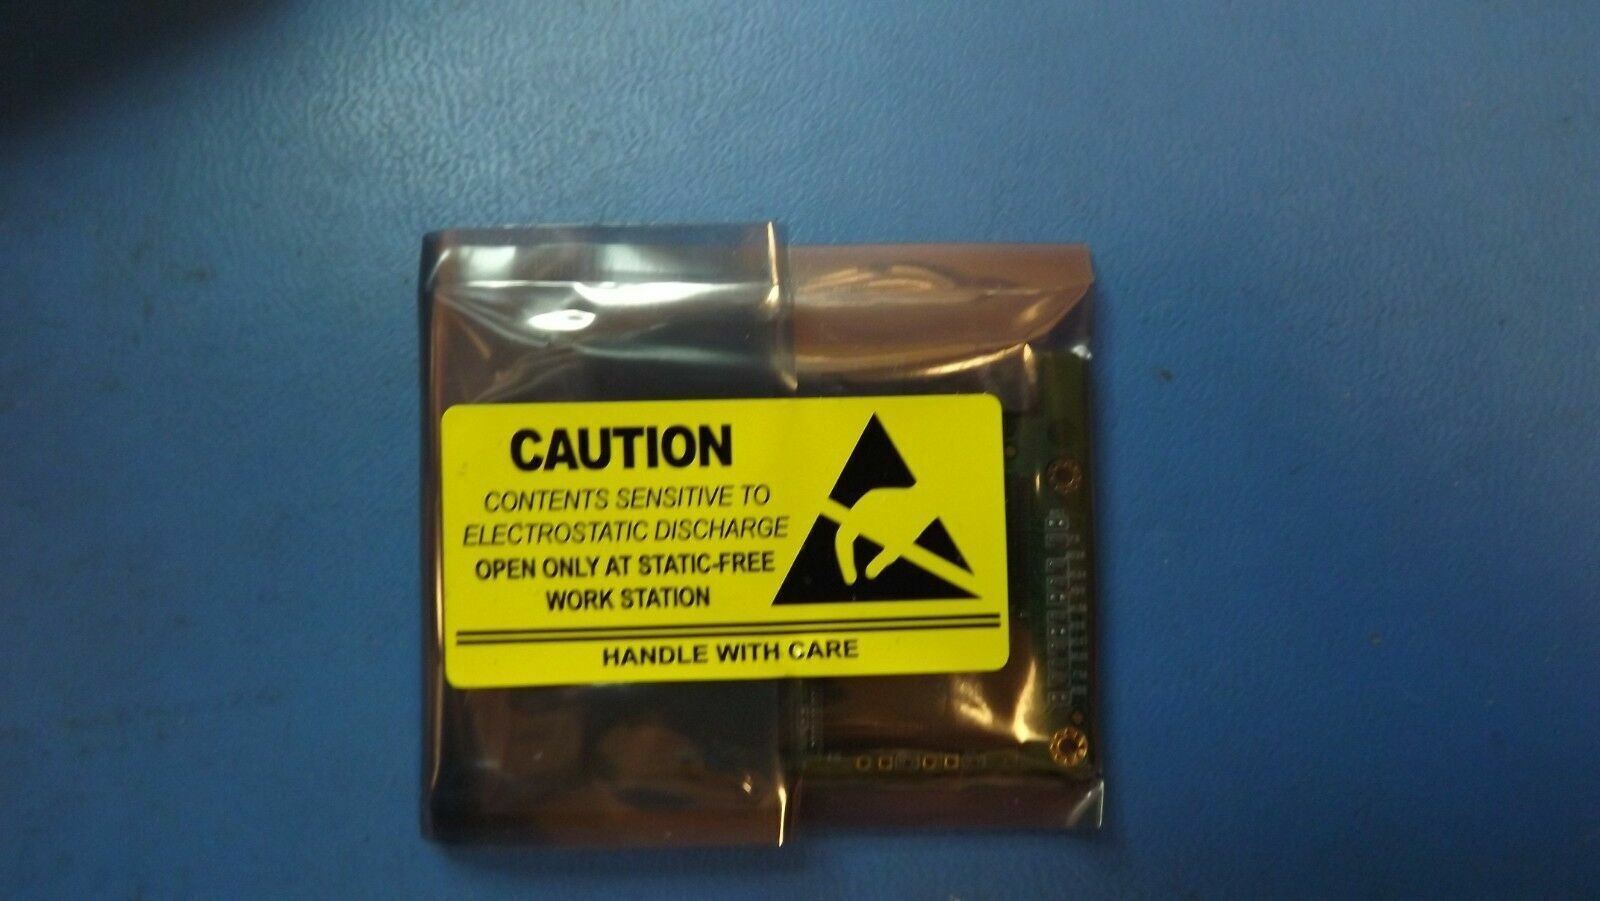 CAUTION
CONTENTS SENSITIVE TO
ELECTROSTATIC DISCHARGE
OPEN ONLY AT STATIC-FREE
WORK STATION
HANDLE WITH CARE